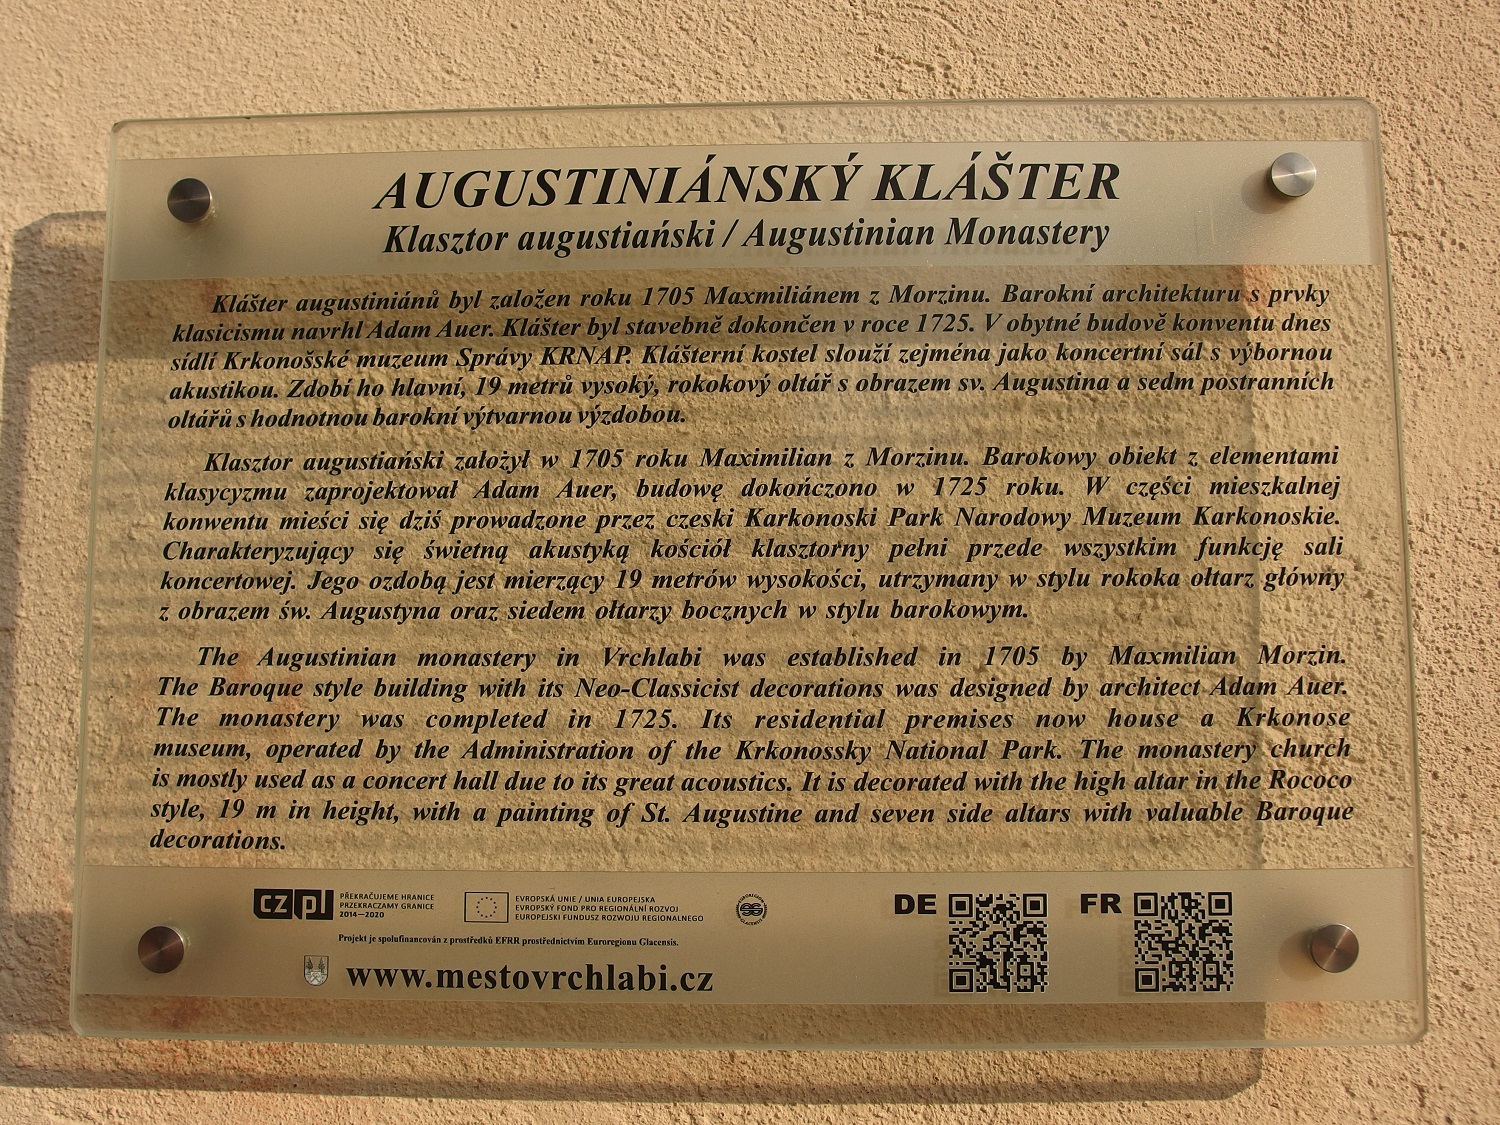 AUGUSTINIÁNSKÝ KLÁŠTER
Klasztor augustiański / Augustinian Monastery
Klášter augustiniánů byl založen roku 1705 Maxmiliánem z Morzinu. Barokní architekturu s prvky
klasicismu navrhl Adam Auer. Klášter byl stavebně dokončen v roce 1725. V obytné budově konventu dnes
sídlí Krkonošské muzeum Správy KRNAP. Klášterní kostel slouží zejména jako koncertní sál s výbornou
akustikou. Zdobí ho hlavní, 19 metrů vysoký, rokokový oltář s obrazem sv. Augustina a sedm postranních
oltářů s hodnotnou barokní výtvarnou výzdobou.
Klasztor augustiański założył w 1705 roku Maximilian z Morzinu. Barokowy obiekt z elementami
klasycyzmu zaprojektował Adam Auer, budowę dokończono w 1725 roku. W części mieszkalnej
konwentu mieści się dziś prowadzone przez czeski Karkonoski Park Narodowy Muzeum Karkonoskie.
Charakteryzujący się świetną akustyką kościół klasztorny pełni przede wszystkim funkcję sali
koncertowej. Jego ozdobą jest mierzący 19 metrów wysokości, utrzymany w stylu rokoka ołtarz główny
z obrazem św. Augustyna oraz siedem ołtarzy bocznych w stylu barokowym.
The Augustinian monastery in Vrchlabi was established in 1705 by Maxmilian Morzin.
The Baroque style building with its Neo-Classicist decorations was designed by architect Adam Auer.
The monastery was completed in 1725. Its residential premises now house a Krkonose
museum, operated by the Administration of the Krkonossky National Park. The monastery church
is mostly used as a concert hall due to its great acoustics. It is decorated with the high altar in the Rococo
style, 19 m in height, with a painting of St. Augustine and seven side altars with valuable Baroque
decorations.
CZ PL
PŘEKRAČUJEME HRANICE
PRZEKRACZAMY GRANICE
2014—2020
EVROPSKÁ UNIE / UNIA EUROPEJSKA
EVROPSKÝ FOND PRO REGIONÁLNÍ ROZVOJ
EUROPEJSKI FUNDUSZ ROZWOJU REGIONALNEGO
DE
FR
Projekt je spolufinancován z prostředků EFRR prostřednictvím Euroregionu Glacensis.
www.mestovrchlabi.cz